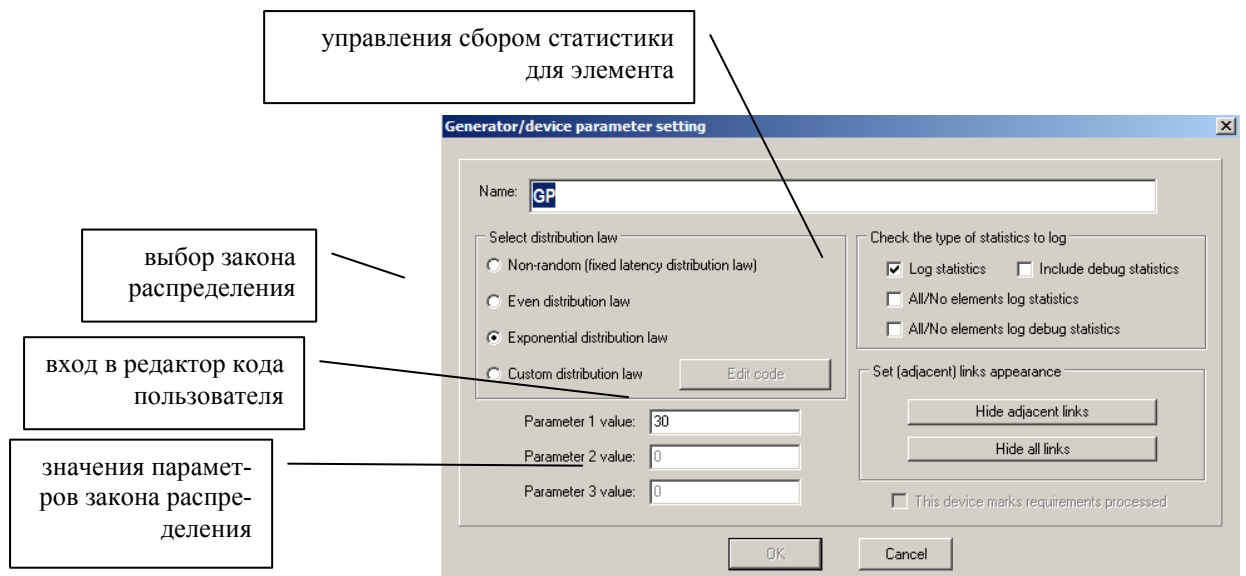 управления сбором статистики
для элемента
Generator/device parameter setting
Name: GP
выбор закона
распределения
Select distribution law
Non-random (fixed latency distribution law)
Even distribution law
Exponential distribution law
Custom distribution law
Edit code
Check the type of statistics to log
Log statistics
Include debug statistics
All/No elements log statistics
All/No elements log debug statistics
вход в редактор кода
пользователя
Set (adjacent) links appearance
Hide adjacent links
Hide all links
Parameter 1 value: 30
Parameter 2 value: 0
Parameter 3 value: 0
значения парамет-
ров закона распре-
деления
This device marks requirements processed
OK
Cancel